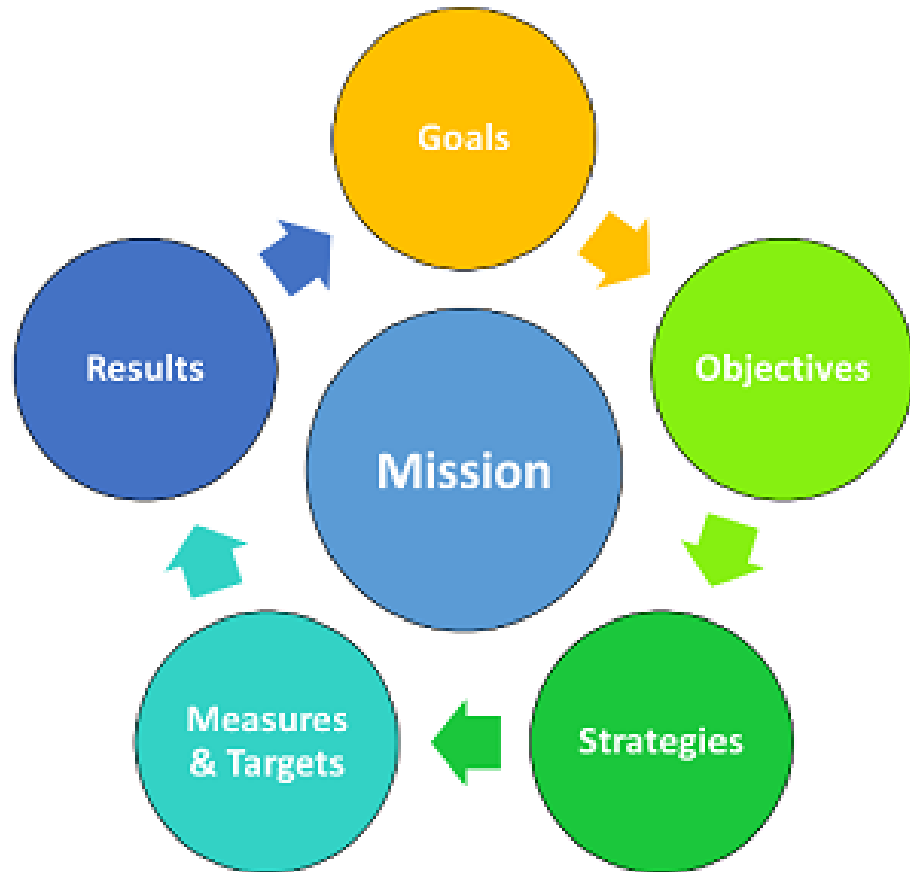 Goals
Objectives
Strategies
Measures
& Targets
Results
Mission